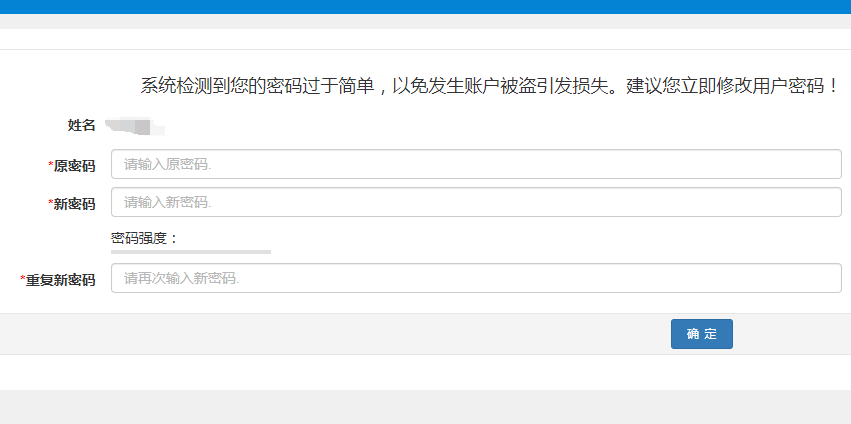 系统检测到您的密码过于简单，以免发生账户被盗引发损失。建议您立即修改用户密码！
姓名
*原密码 请输入原密码.
*新密码 请输入新密码.
密码强度：
*重复新密码 请再次输入新密码.
确 定